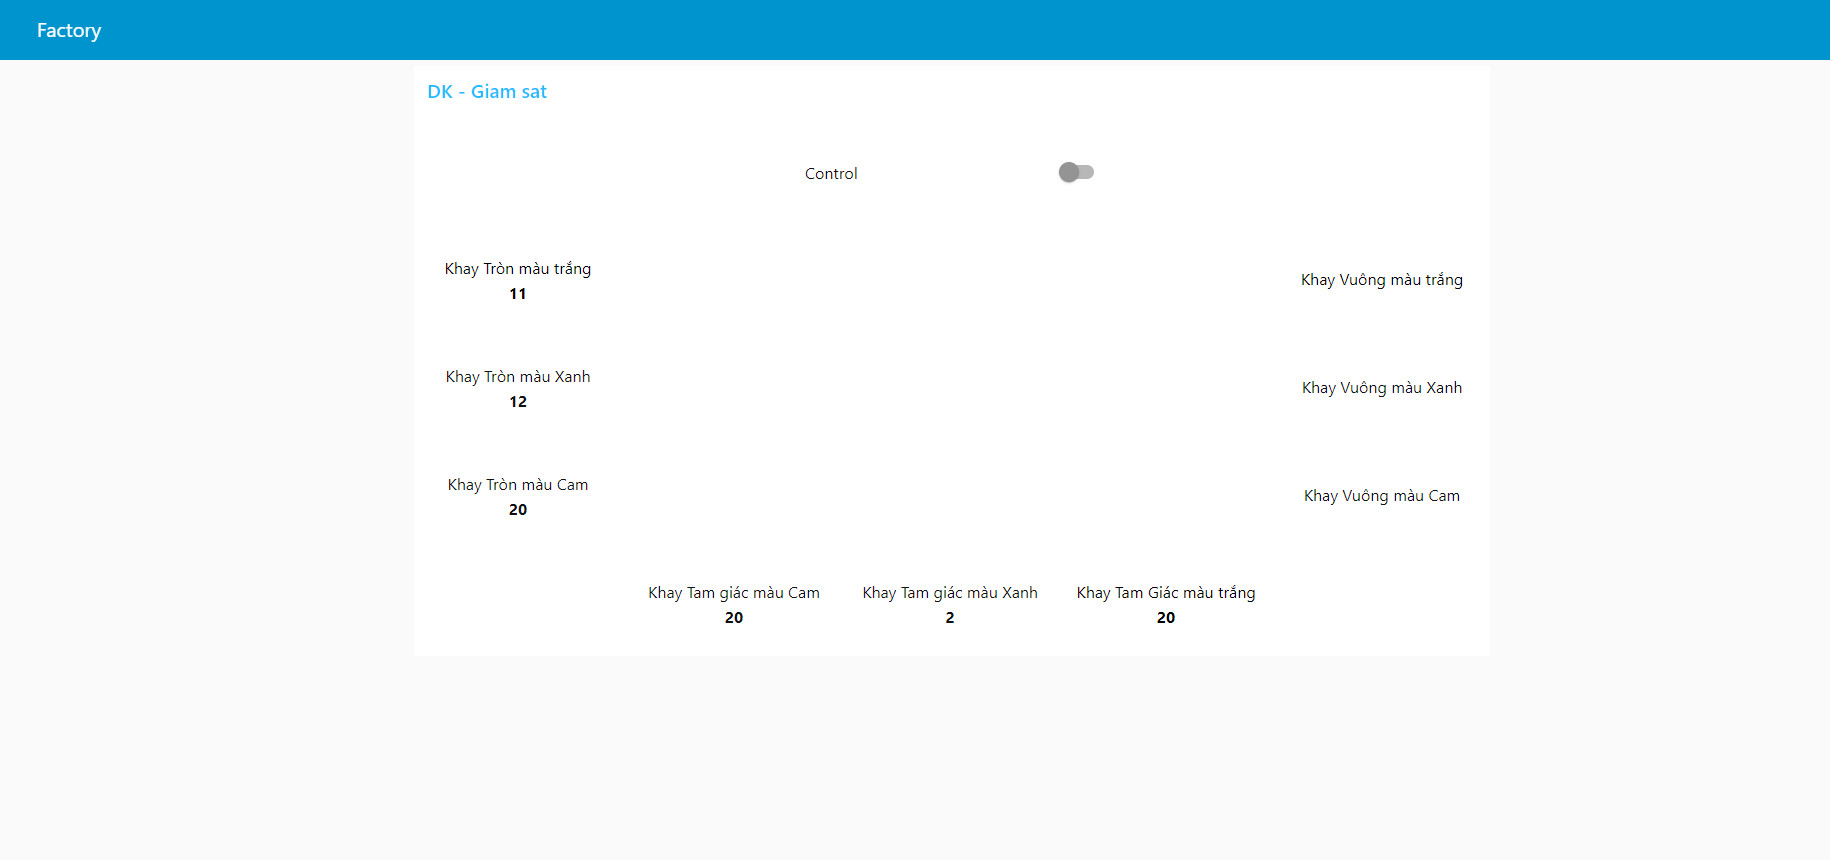 Factory
DK - Giam sat
Control
Khay Tròn màu trắng
11
Khay Vuông màu trắng
Khay Tròn màu Xanh
12
Khay Vuông màu Xanh
Khay Tròn màu Cam
20
Khay Vuông màu Cam
Khay Tam giác màu Cam
20
Khay Tam giác màu Xanh
2
Khay Tam Giác màu trắng
20